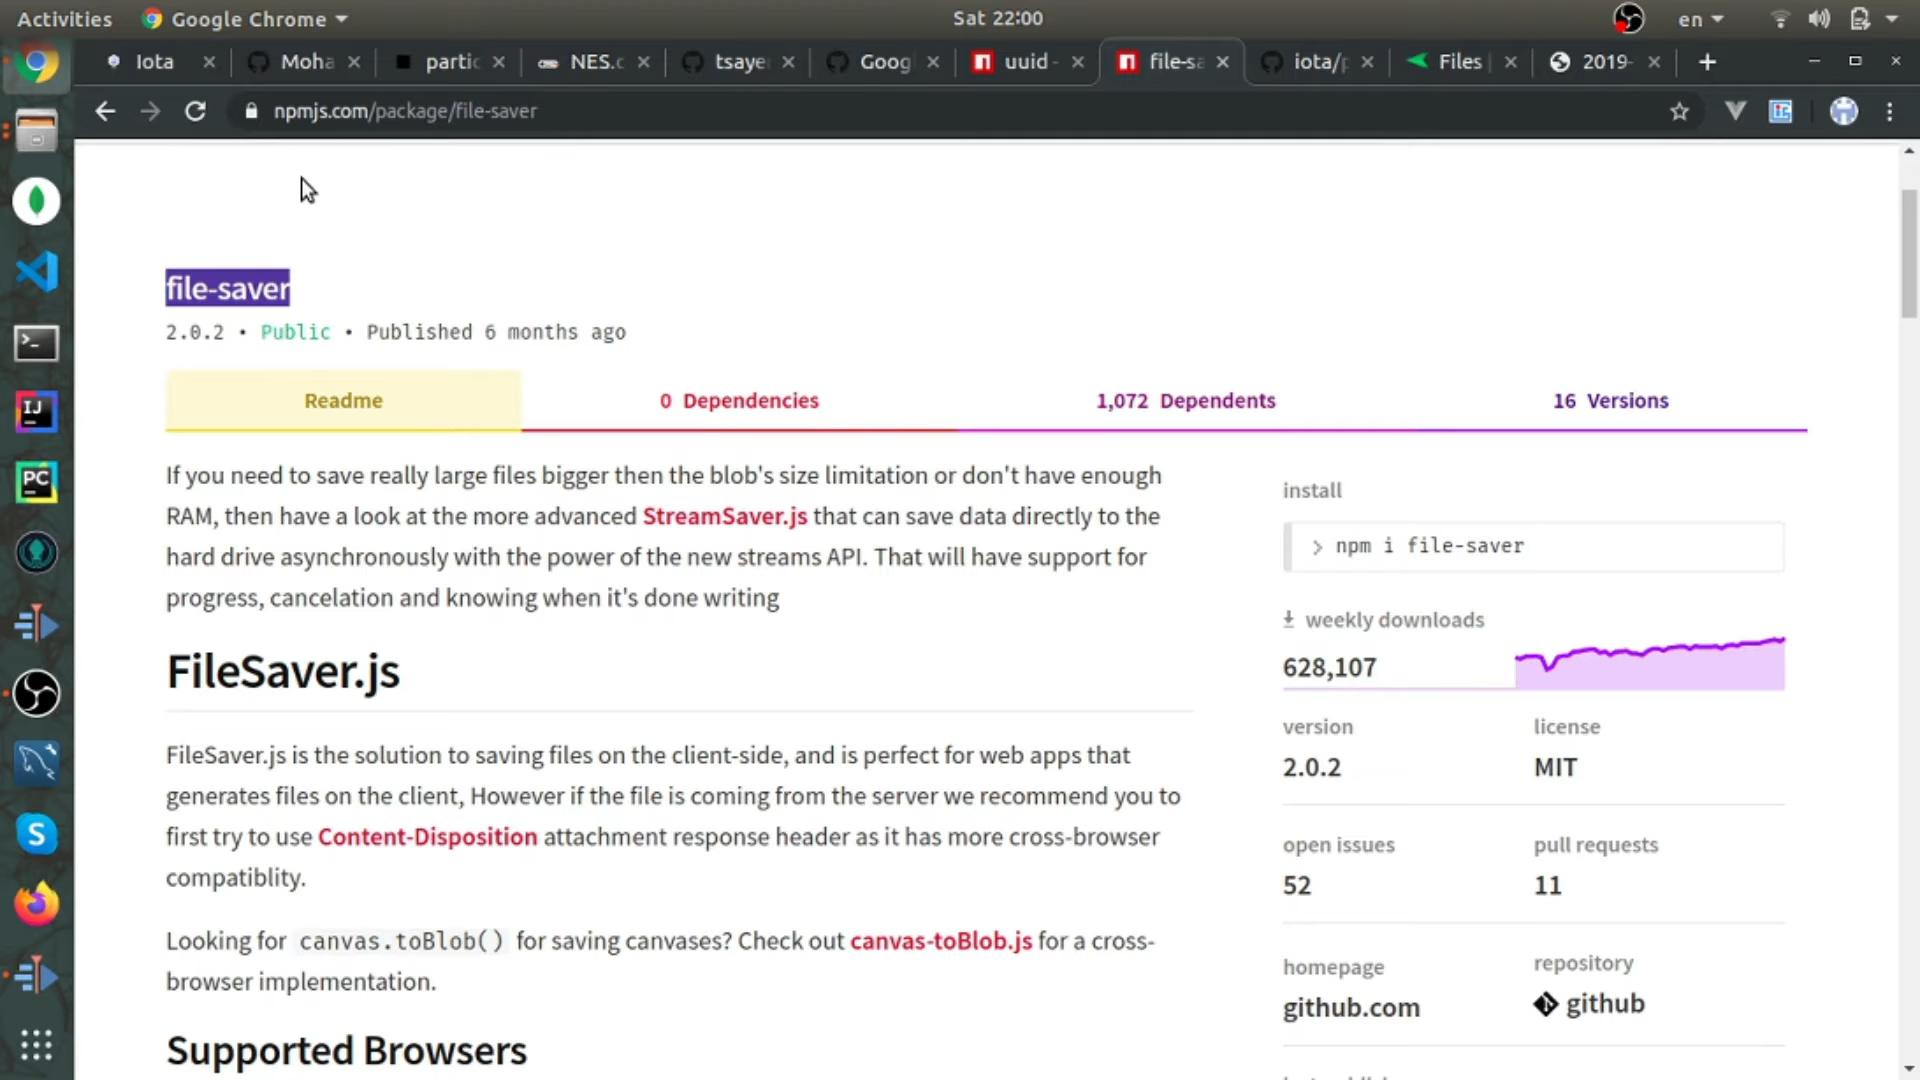 Activities
Google Chrome
Sat 22:00
en
Iota
Moha
partic
NES.c
tsaye
Goog
uuid -
file-sa
iota/p
Files
2019-
npmjs.com/package/file-saver
file-saver
2.0.2 • Public • Published 6 months ago
Readme
0 Dependencies
1,072 Dependents
16 Versions
If you need to save really large files bigger then the blob's size limitation or don't have enough
RAM, then have a look at the more advanced StreamSaver.js that can save data directly to the
hard drive asynchronously with the power of the new streams API. That will have support for
progress, cancelation and knowing when it's done writing
FileSaver.js
FileSaver.js is the solution to saving files on the client-side, and is perfect for web apps that
generates files on the client, However if the file is coming from the server we recommend you to
first try to use Content-Disposition attachment response header as it has more cross-browser
compatiblity.
Looking for canvas.toBlob() for saving canvases? Check out canvas-toBlob.js for a cross-
browser implementation.
Supported Browsers
install
> npm i file-saver
weekly downloads
628,107
version
2.0.2
license
MIT
open issues
52
pull requests
11
homepage
github.com
repository
github
IJ
PC
S